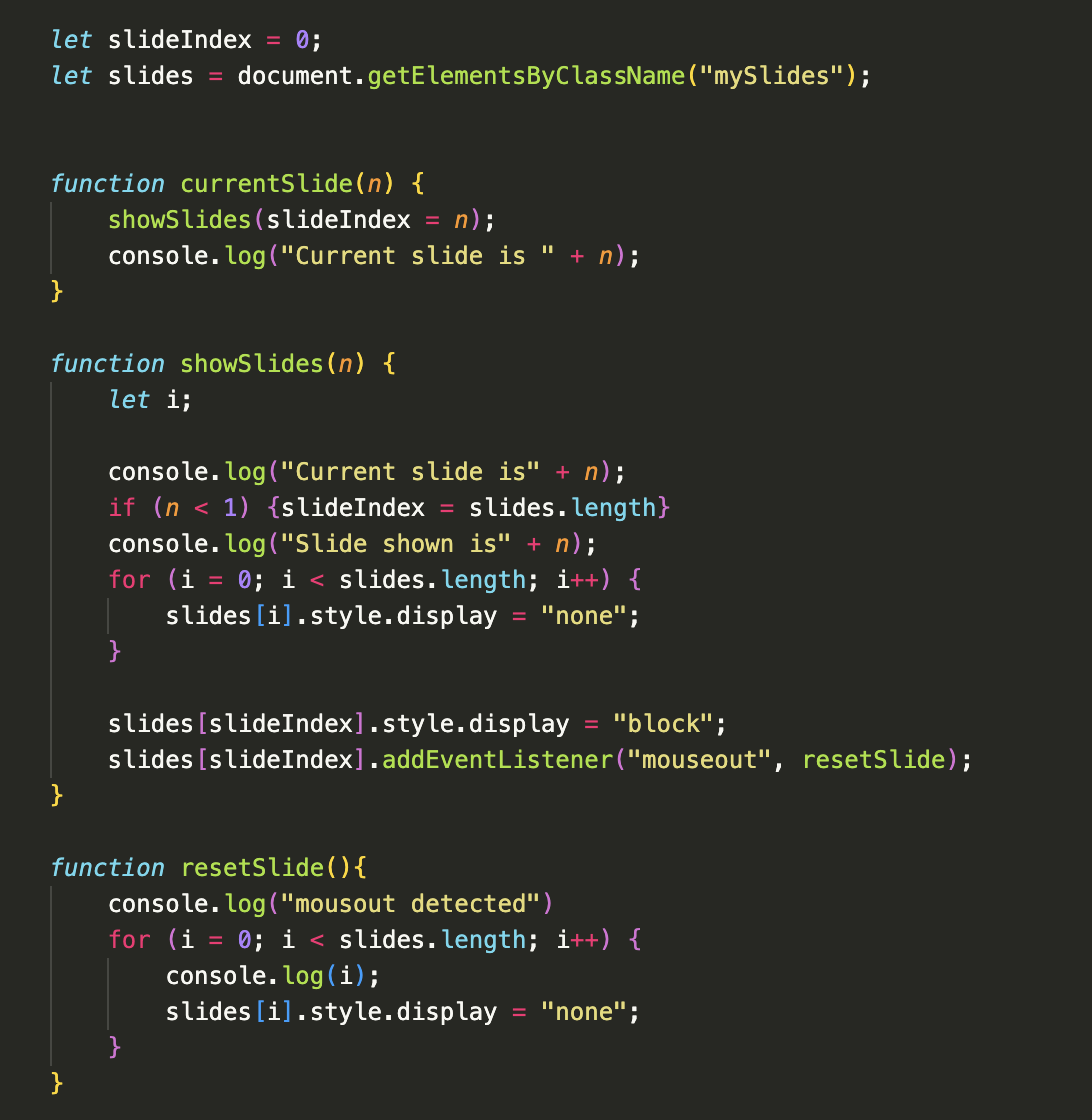 let slideIndex = 0;
let slides = document.getElementsByClassName("mySlides");
function currentSlide(n) {
    showSlides(slideIndex = n);
    console.log("Current slide is " + n);
}
function showSlides(n) {
    let i;
    console.log("Current slide is" + n);
    if (n < 1) {slideIndex = slides.length}
    console.log("Slide shown is" + n);
    for (i = 0; i < slides.length; i++) {
        slides[i].style.display = "none";
    }
    slides[slideIndex].style.display = "block";
    slides[slideIndex].addEventListener("mouseout", resetSlide);
}
function resetSlide(){
    console.log("mousout detected")
    for (i = 0; i < slides.length; i++) {
        console.log(i);
        slides[i].style.display = "none";
    }
}